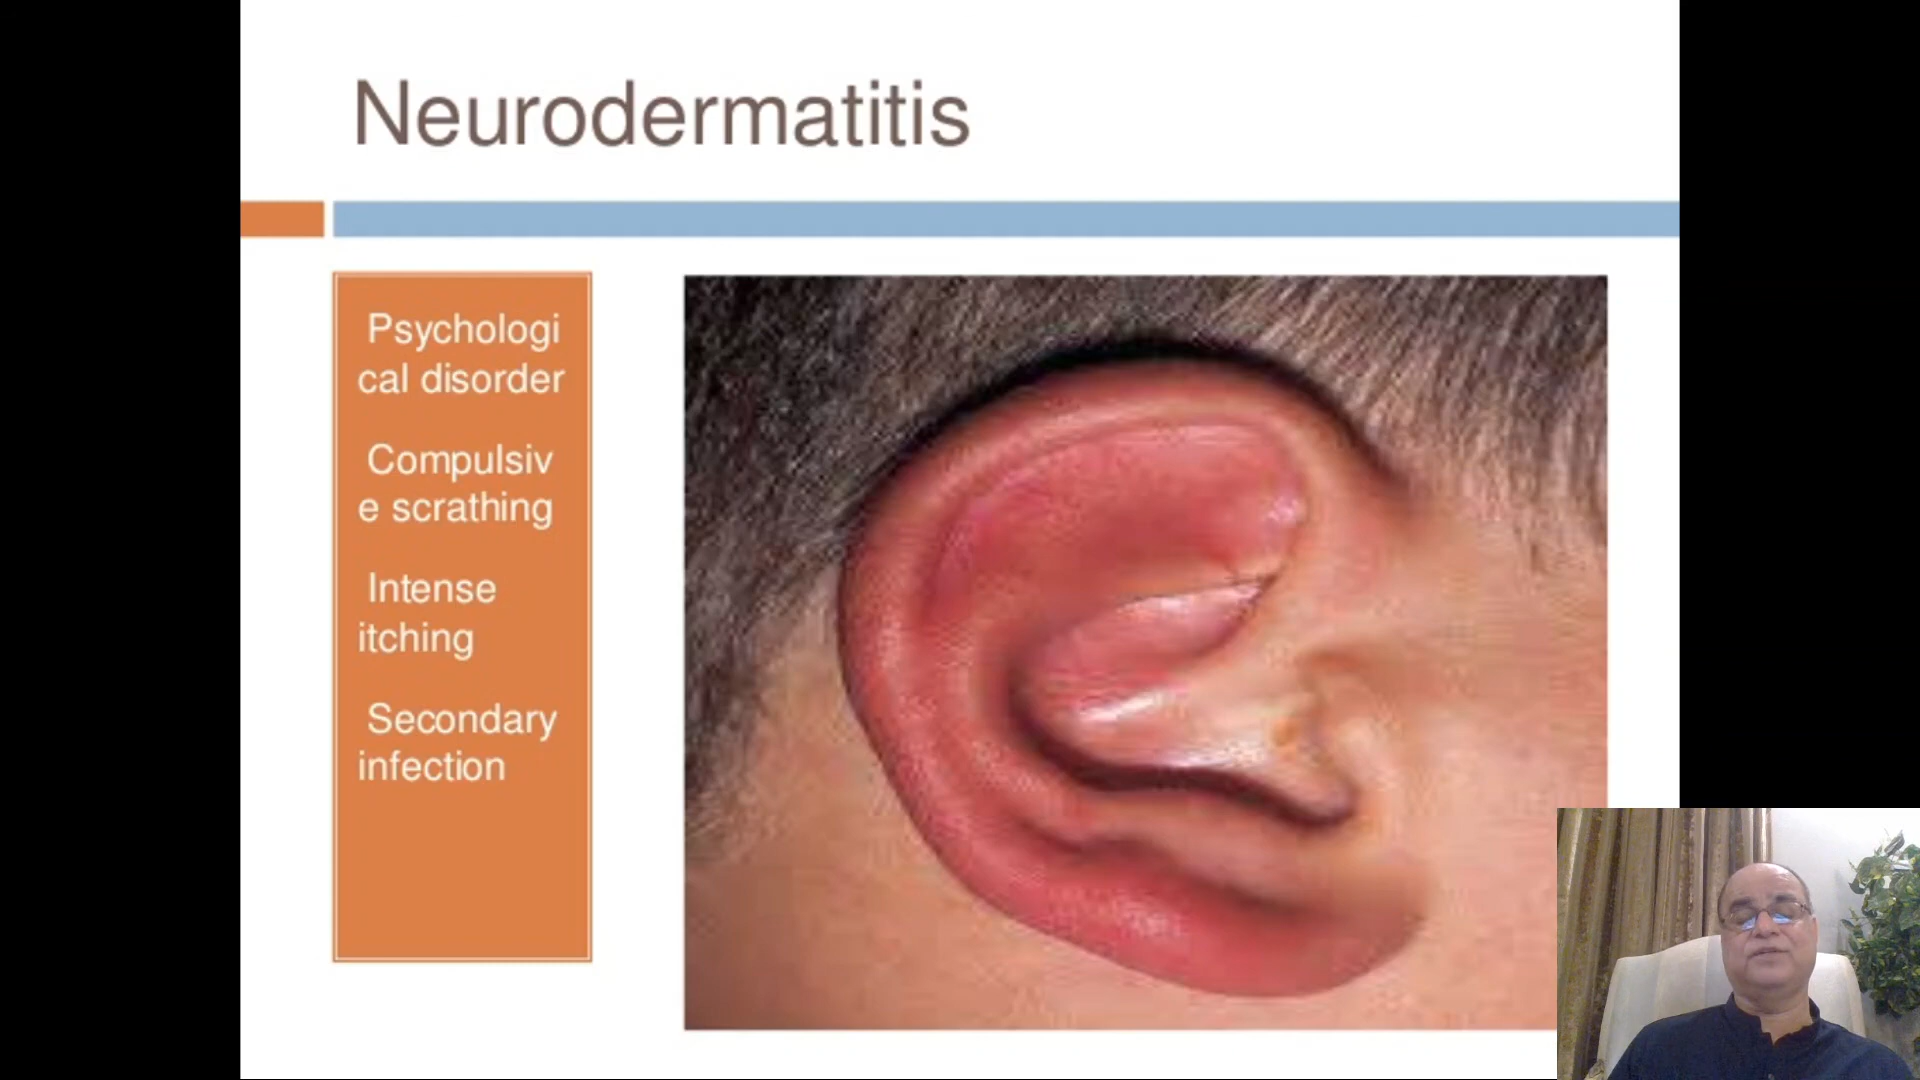 Neurodermatitis
Psychologi
cal disorder
Compulsiv
e scrathing
Intense
itching
Secondary
infection